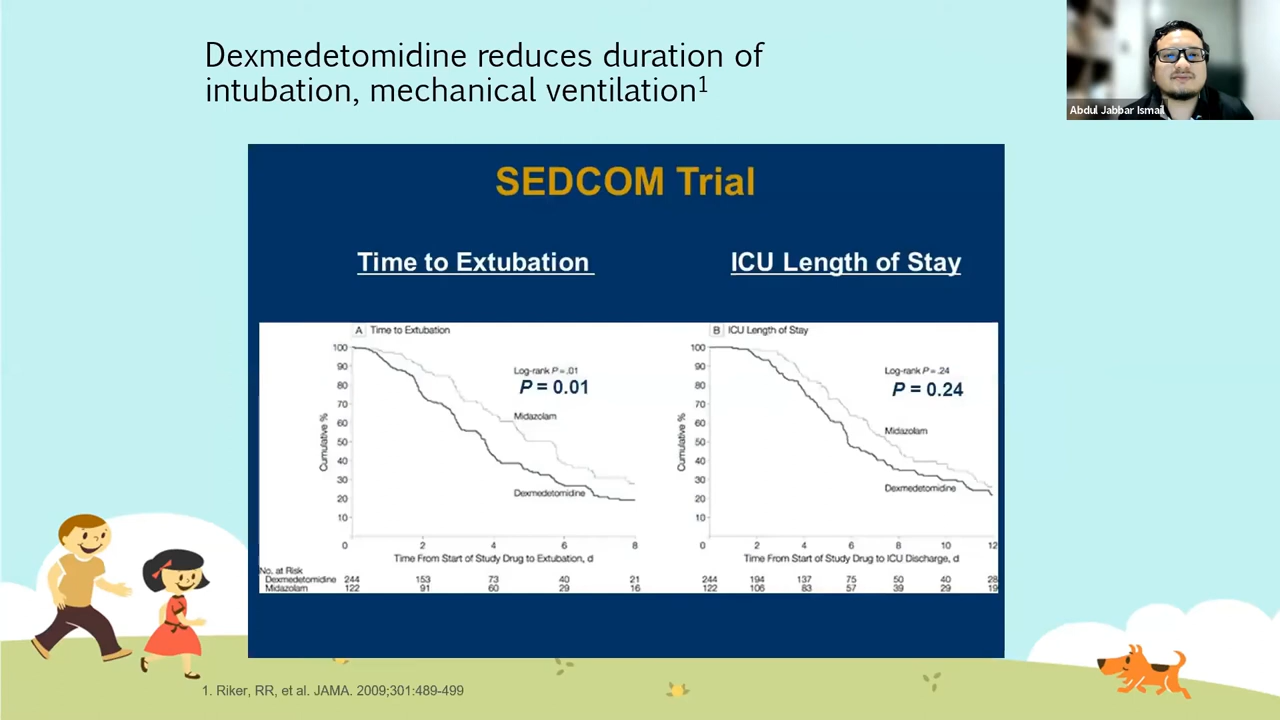 Dexmedetomidine reduces duration of
intubation, mechanical ventilation1
Abdul Jabbar Ismail
SEDCOM Trial
Time to Extubation
ICU Length of Stay
A Time to Extubation
100
90
80
70
60
50
40
30
20
10
0
Cumulative %
Log-rank P=.01
P = 0.01
Midazolam
Dexmedetomidine
2
4
6
8
Time From Start of Study Drug to Extubation, d
B ICU Length of Stay
100
90
80
70
60
50
40
30
20
10
0
Cumulative %
Log-rank P=.24
P = 0.24
Midazolam
Dexmedetomidine
2
4
6
8
10
12
Time From Start of Study Drug to ICU Discharge, d
No. at Risk
Dexmedetomidine 244 153 73 40 21 244 194 137 75 50 40 28
Midazolam 122 91 60 29 16 122 106 83 57 39 29 19
1. Riker, RR, et al. JAMA. 2009;301:489-499